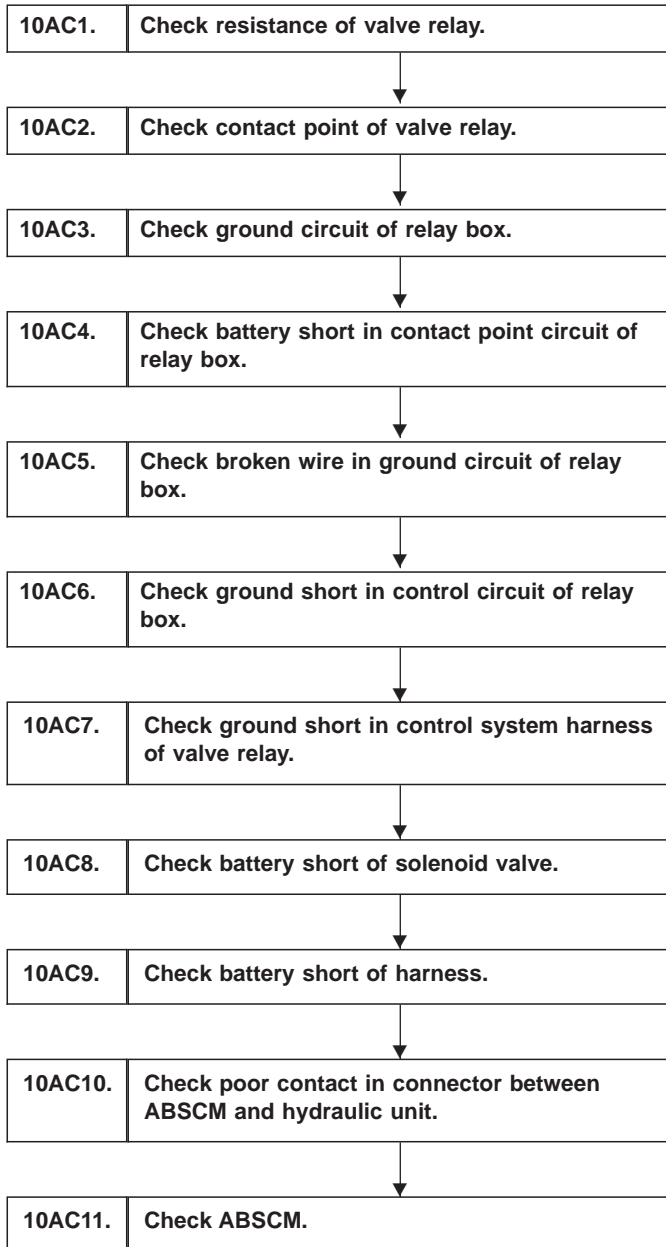 10AC1. Check resistance of valve relay.
10AC2. Check contact point of valve relay.
10AC3. Check ground circuit of relay box.
10AC4. Check battery short in contact point circuit of
relay box.
10AC5. Check broken wire in ground circuit of relay
box.
10AC6. Check ground short in control circuit of relay
box.
10AC7. Check ground short in control system harness
of valve relay.
10AC8. Check battery short of solenoid valve.
10AC9. Check battery short of harness.
10AC10. Check poor contact in connector between
ABSCM and hydraulic unit.
10AC11. Check ABSCM.